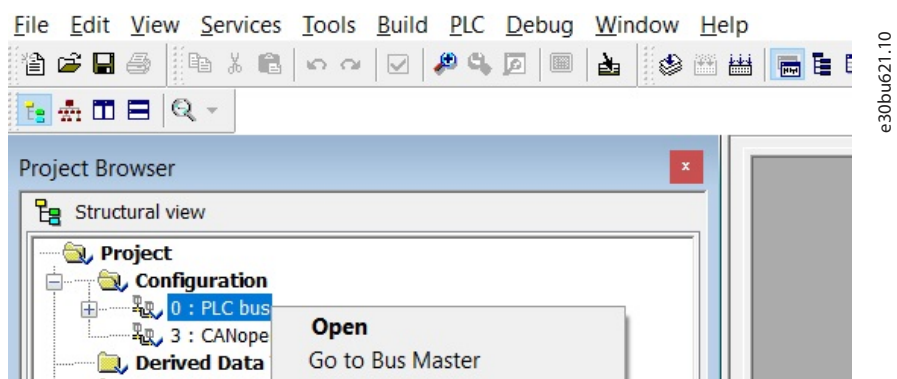 File Edit View Services Tools Build PLC Debug Window Help
e30bu621.10
Project Browser
x
Structural view
Project
Configuration
0 : PLC bus
Open
3 : CANope
Go to Bus Master
Derived Data